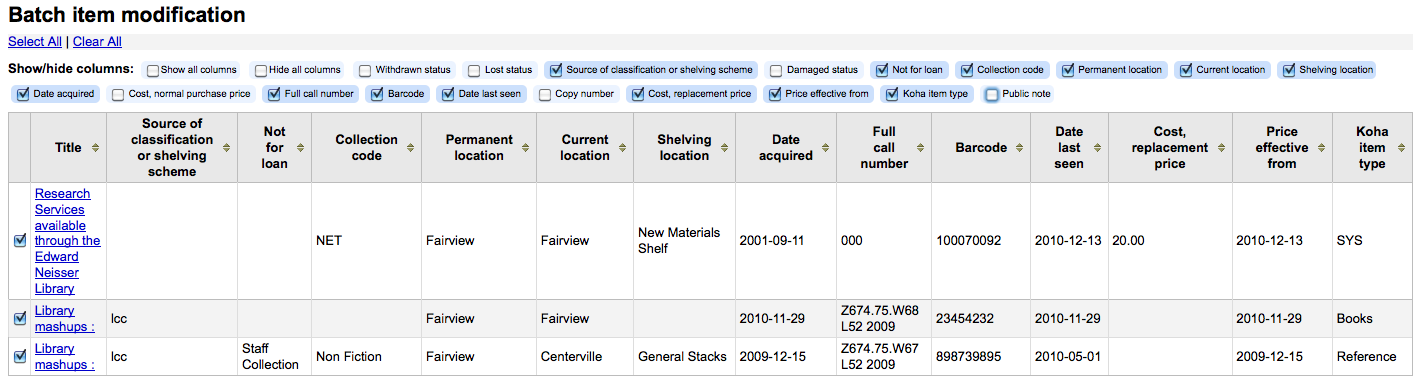 Batch item modification
Select All | Clear All
Show/hide columns: Show all columns Hide all columns Withdrawn status Lost status Source of classification or shelving scheme Damaged status Not for loan Collection code Permanent location Current location Shelving location
Date acquired Cost, normal purchase price Full call number Barcode Date last seen Copy number Cost, replacement price Price effective from Koha item type Public note
Title
Source of
classification
or shelving
scheme
Not
for
loan
Collection
code
Permanent
location
Current
location
Shelving
location
Date
acquired
Full
call
number
Barcode
Date
last
seen
Cost,
replacement
price
Price
effective
from
Koha
item
type
Research
Services
available
through the
Edward
Neisser
Library
NET
Fairview
Fairview
New Materials
Shelf
2001-09-11
000
100070092
2010-12-13
20.00
2010-12-13
SYS
Library
mashups :
lcc
Fairview
Fairview
2010-11-29
Z674.75.W68
L52 2009
23454232
2010-11-29
2010-11-29
Books
Library
mashups :
lcc
Staff
Collection
Non Fiction
Fairview
Centerville
General Stacks
2009-12-15
Z674.75.W67
L52 2009
898739895
2010-05-01
2009-12-15
Reference